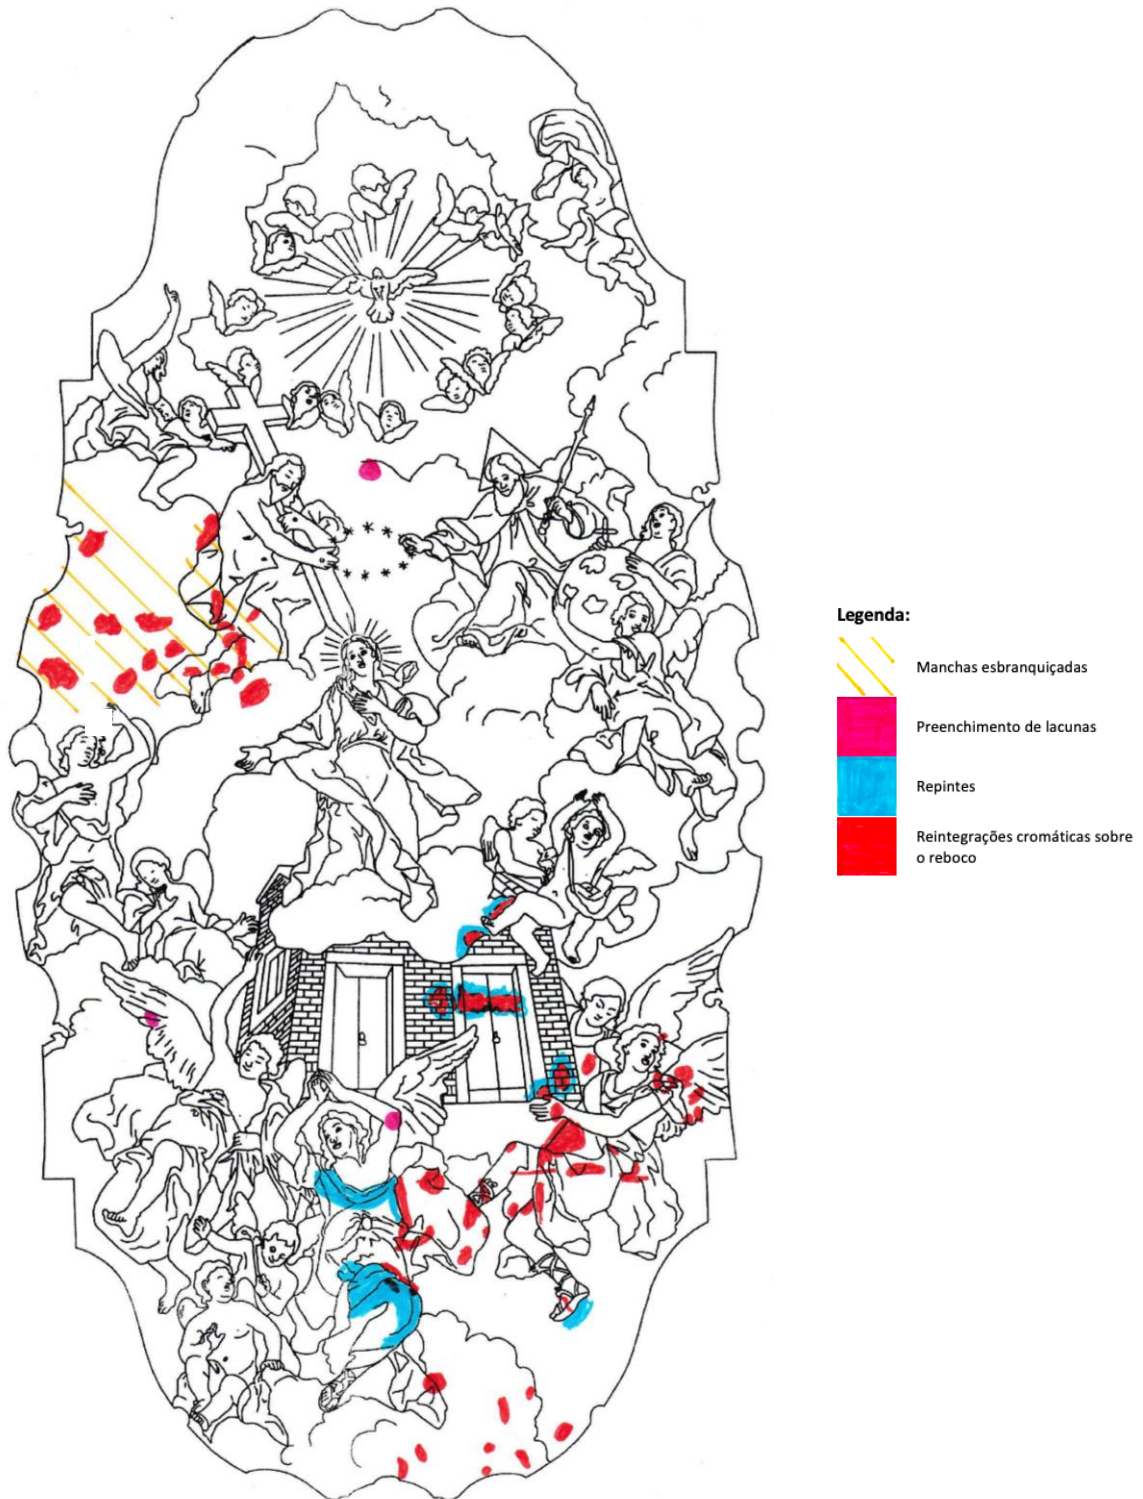 Legenda:
Manchas esbranquiçadas
Preenchimento de lacunas
Repintes
Reintegrações cromáticas sobre
o reboco